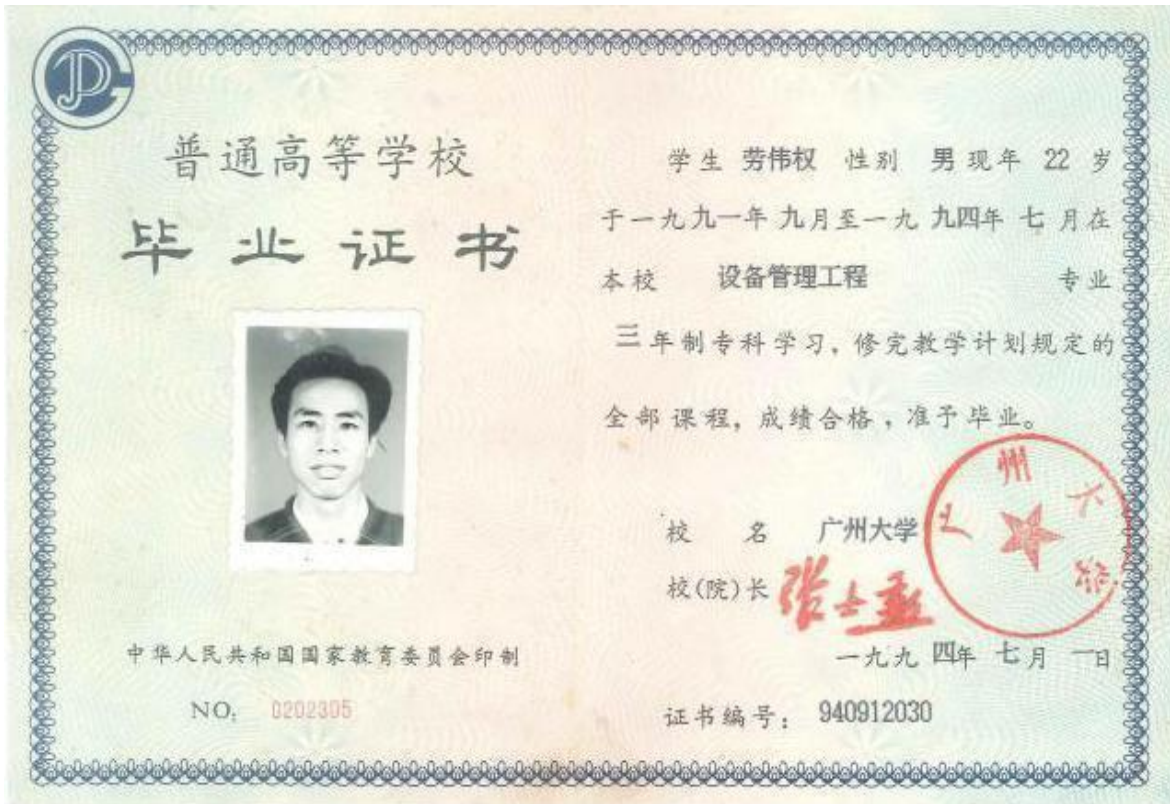 普通高等学校
毕业证书
中华人民共和国国家教育委员会印制
NO: 0202305
学生 劳伟权 性别 男 现年 22 岁
于一九九一年 九月至一九 九四年 七 月在
本校 设备管理工程 专业
三年制专科学习, 修完教学计划规定的
全部课程, 成绩合格, 准予毕业。
校 名 广州大学
校(院)长
广州大学
一九九 四年 七月 一日
证书编号: 940912030